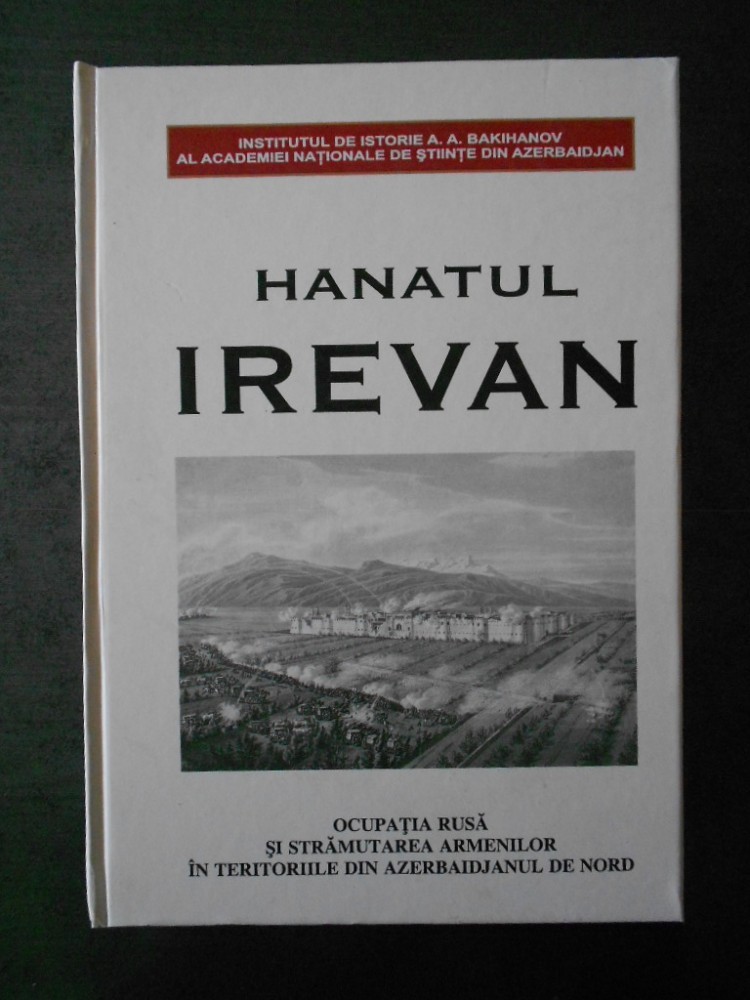 INSTITUTUL DE ISTORIE A. A. BAKIHANOV
AL ACADEMIEI NAȚIONALE DE ȘTIINȚE DIN AZERBAIDJAN
HANATUL
IREVAN
OCUPAȚIA RUSĂ
ȘI STRĂMUTAREA ARMENILOR
ÎN TERITORIILE DIN AZERBAIDJANUL DE NORD